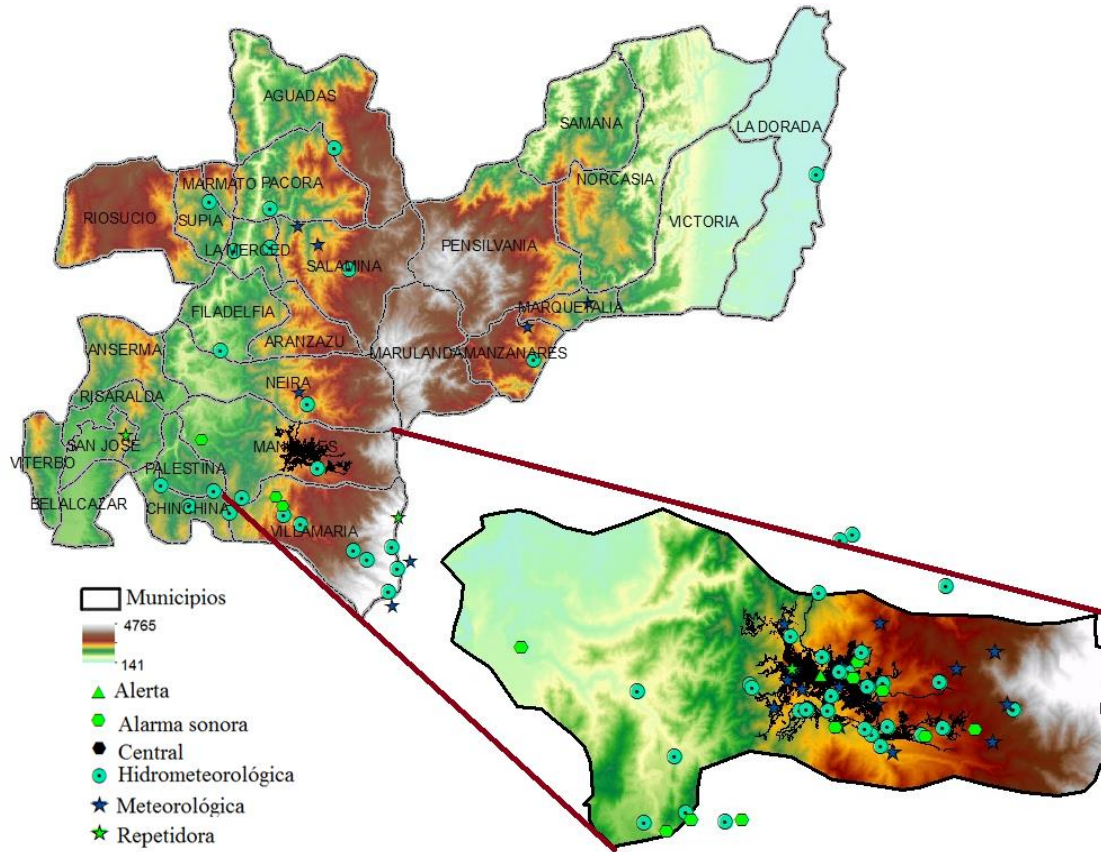 AGUADAS
SAMANA
LA DORADA
MARMATO
PACORA
NORCASIA
RIOSUCIO
SUPIA
VICTORIA
LA MERCED
PENSILVANIA
SALAMINA
FILADELFIA
MARQUETALIA
ANSERMA
ARANZAZU
MARULANDA
MANZANARES
RISARALDA
NEIRA
SAN JOSE
VITERBO
PALESTINA
BELALCAZAR
CHINCHINA
VILLAMARIA
Municipios
4765
141
Alerta
Alarma sonora
Central
Hidrometeorológica
Meteorológica
Repetidora